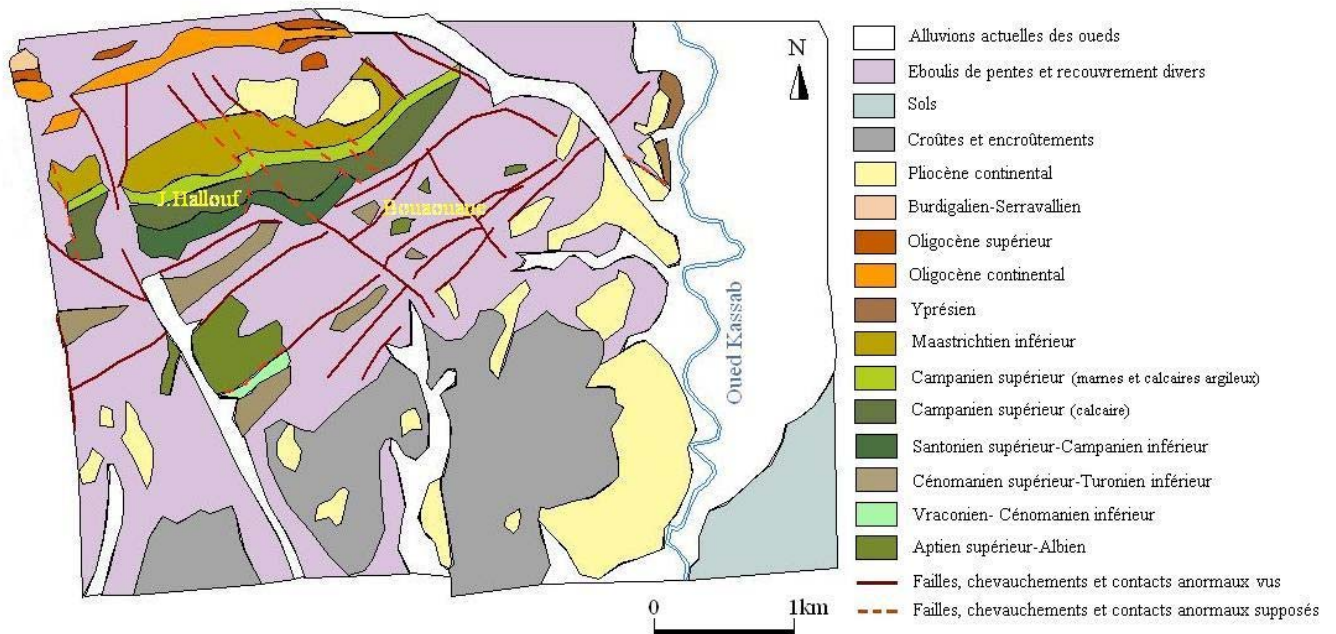 N
J.Hallouf
Bouaouane
Oued Kassab
0 1km
Alluvions actuelles des oueds
Eboulis de pentes et recouvrement divers
Sols
Croûtes et encroûtements
Pliocène continental
Burdigalien-Serravallien
Oligocène supérieur
Oligocène continental
Yprésien
Maastrichtien inférieur
Campanien supérieur (marnes et calcaires argileux)
Campanien supérieur (calcaire)
Santonien supérieur-Campanien inférieur
Cénomanien supérieur-Turonien inférieur
Vraconien- Cénomanien inférieur
Aptien supérieur-Albien
Failles, chevauchements et contacts anormaux vus
Failles, chevauchements et contacts anormaux supposés